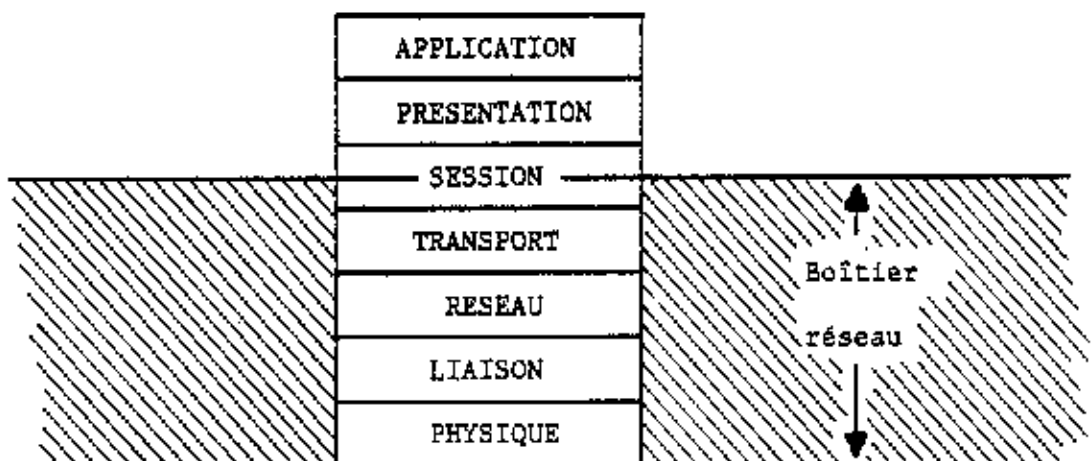 APPLICATION
PRESENTATION
SESSION
TRANSPORT
Boîtier
RESEAU
réseau
LIAISON
PHYSIQUE